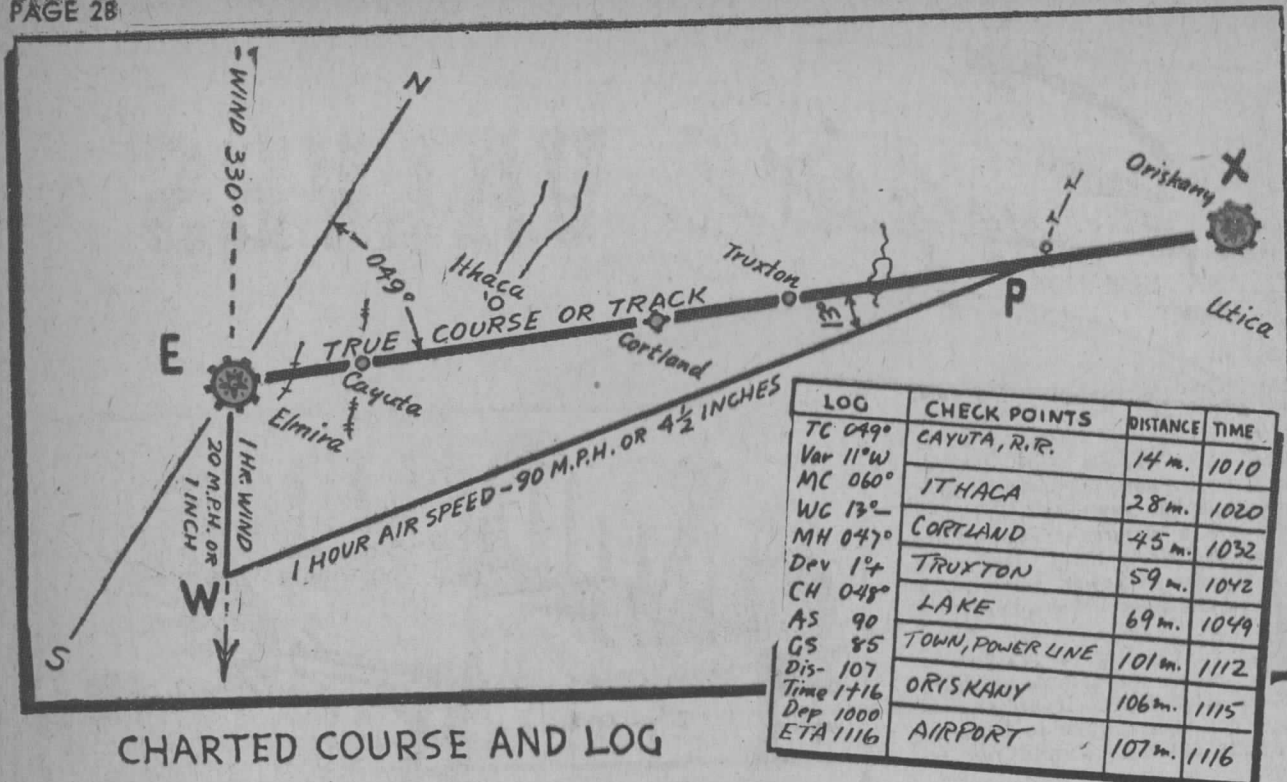 PAGE 2B
WIND 330°
N
049°
Ithaca
Truxton
Oriskany
X
E
TRUE COURSE OR TRACK
13°
P
Utica
Cayuta
Cortland
Elmira
1 HR. WIND
20 M.P.H. OR
1 INCH
1 HOUR AIR SPEED - 90 M.P.H. OR 4 1/2 INCHES
W
S
LOG CHECK POINTS DISTANCE TIME
TC 049° CAYUTA, R.R. 14 m. 1010
Var 11°W
MC 060° ITHACA 28 m. 1020
WC 13°-
MH 047° CORTLAND 45 m. 1032
Dev 1°+ TRUXTON 59 m. 1042
CH 048°
AS 90 LAKE 69 m. 1049
GS 85 TOWN, POWER LINE 101 m. 1112
Dis- 107
Time 1+16 ORISKANY 106 m. 1115
Dep 1000
ETA 1116 AIRPORT 107 m. 1116
CHARTED COURSE AND LOG